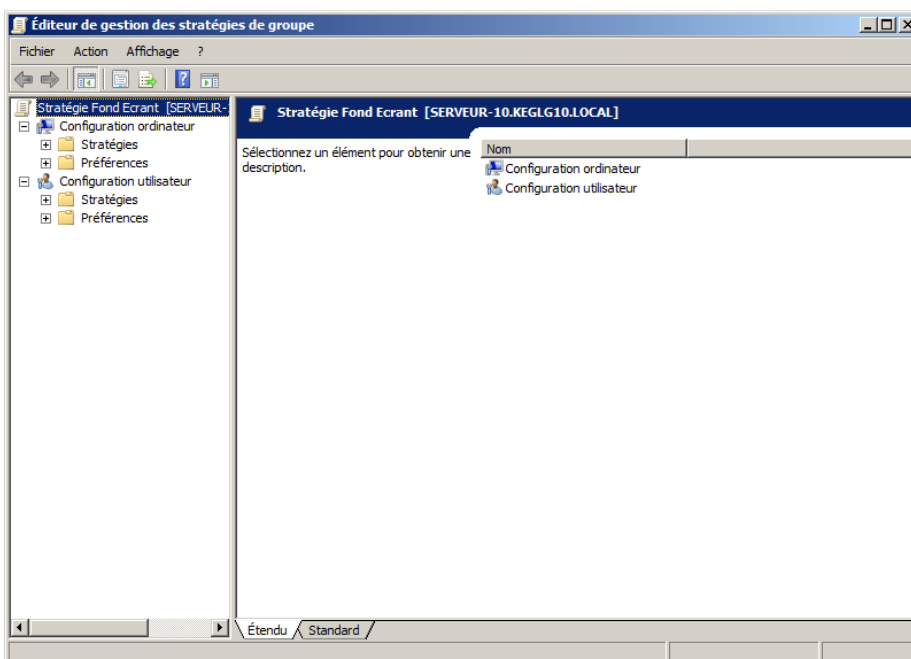 Éditeur de gestion des stratégies de groupe
Fichier Action Affichage ?
Stratégie Fond Ecrant [SERVEUR-
Configuration ordinateur
Stratégies
Préférences
Configuration utilisateur
Stratégies
Préférences
Stratégie Fond Ecrant [SERVEUR-10.KEGLG10.LOCAL]
Sélectionnez un élément pour obtenir une
description.
Nom
Configuration ordinateur
Configuration utilisateur
Étendu Standard